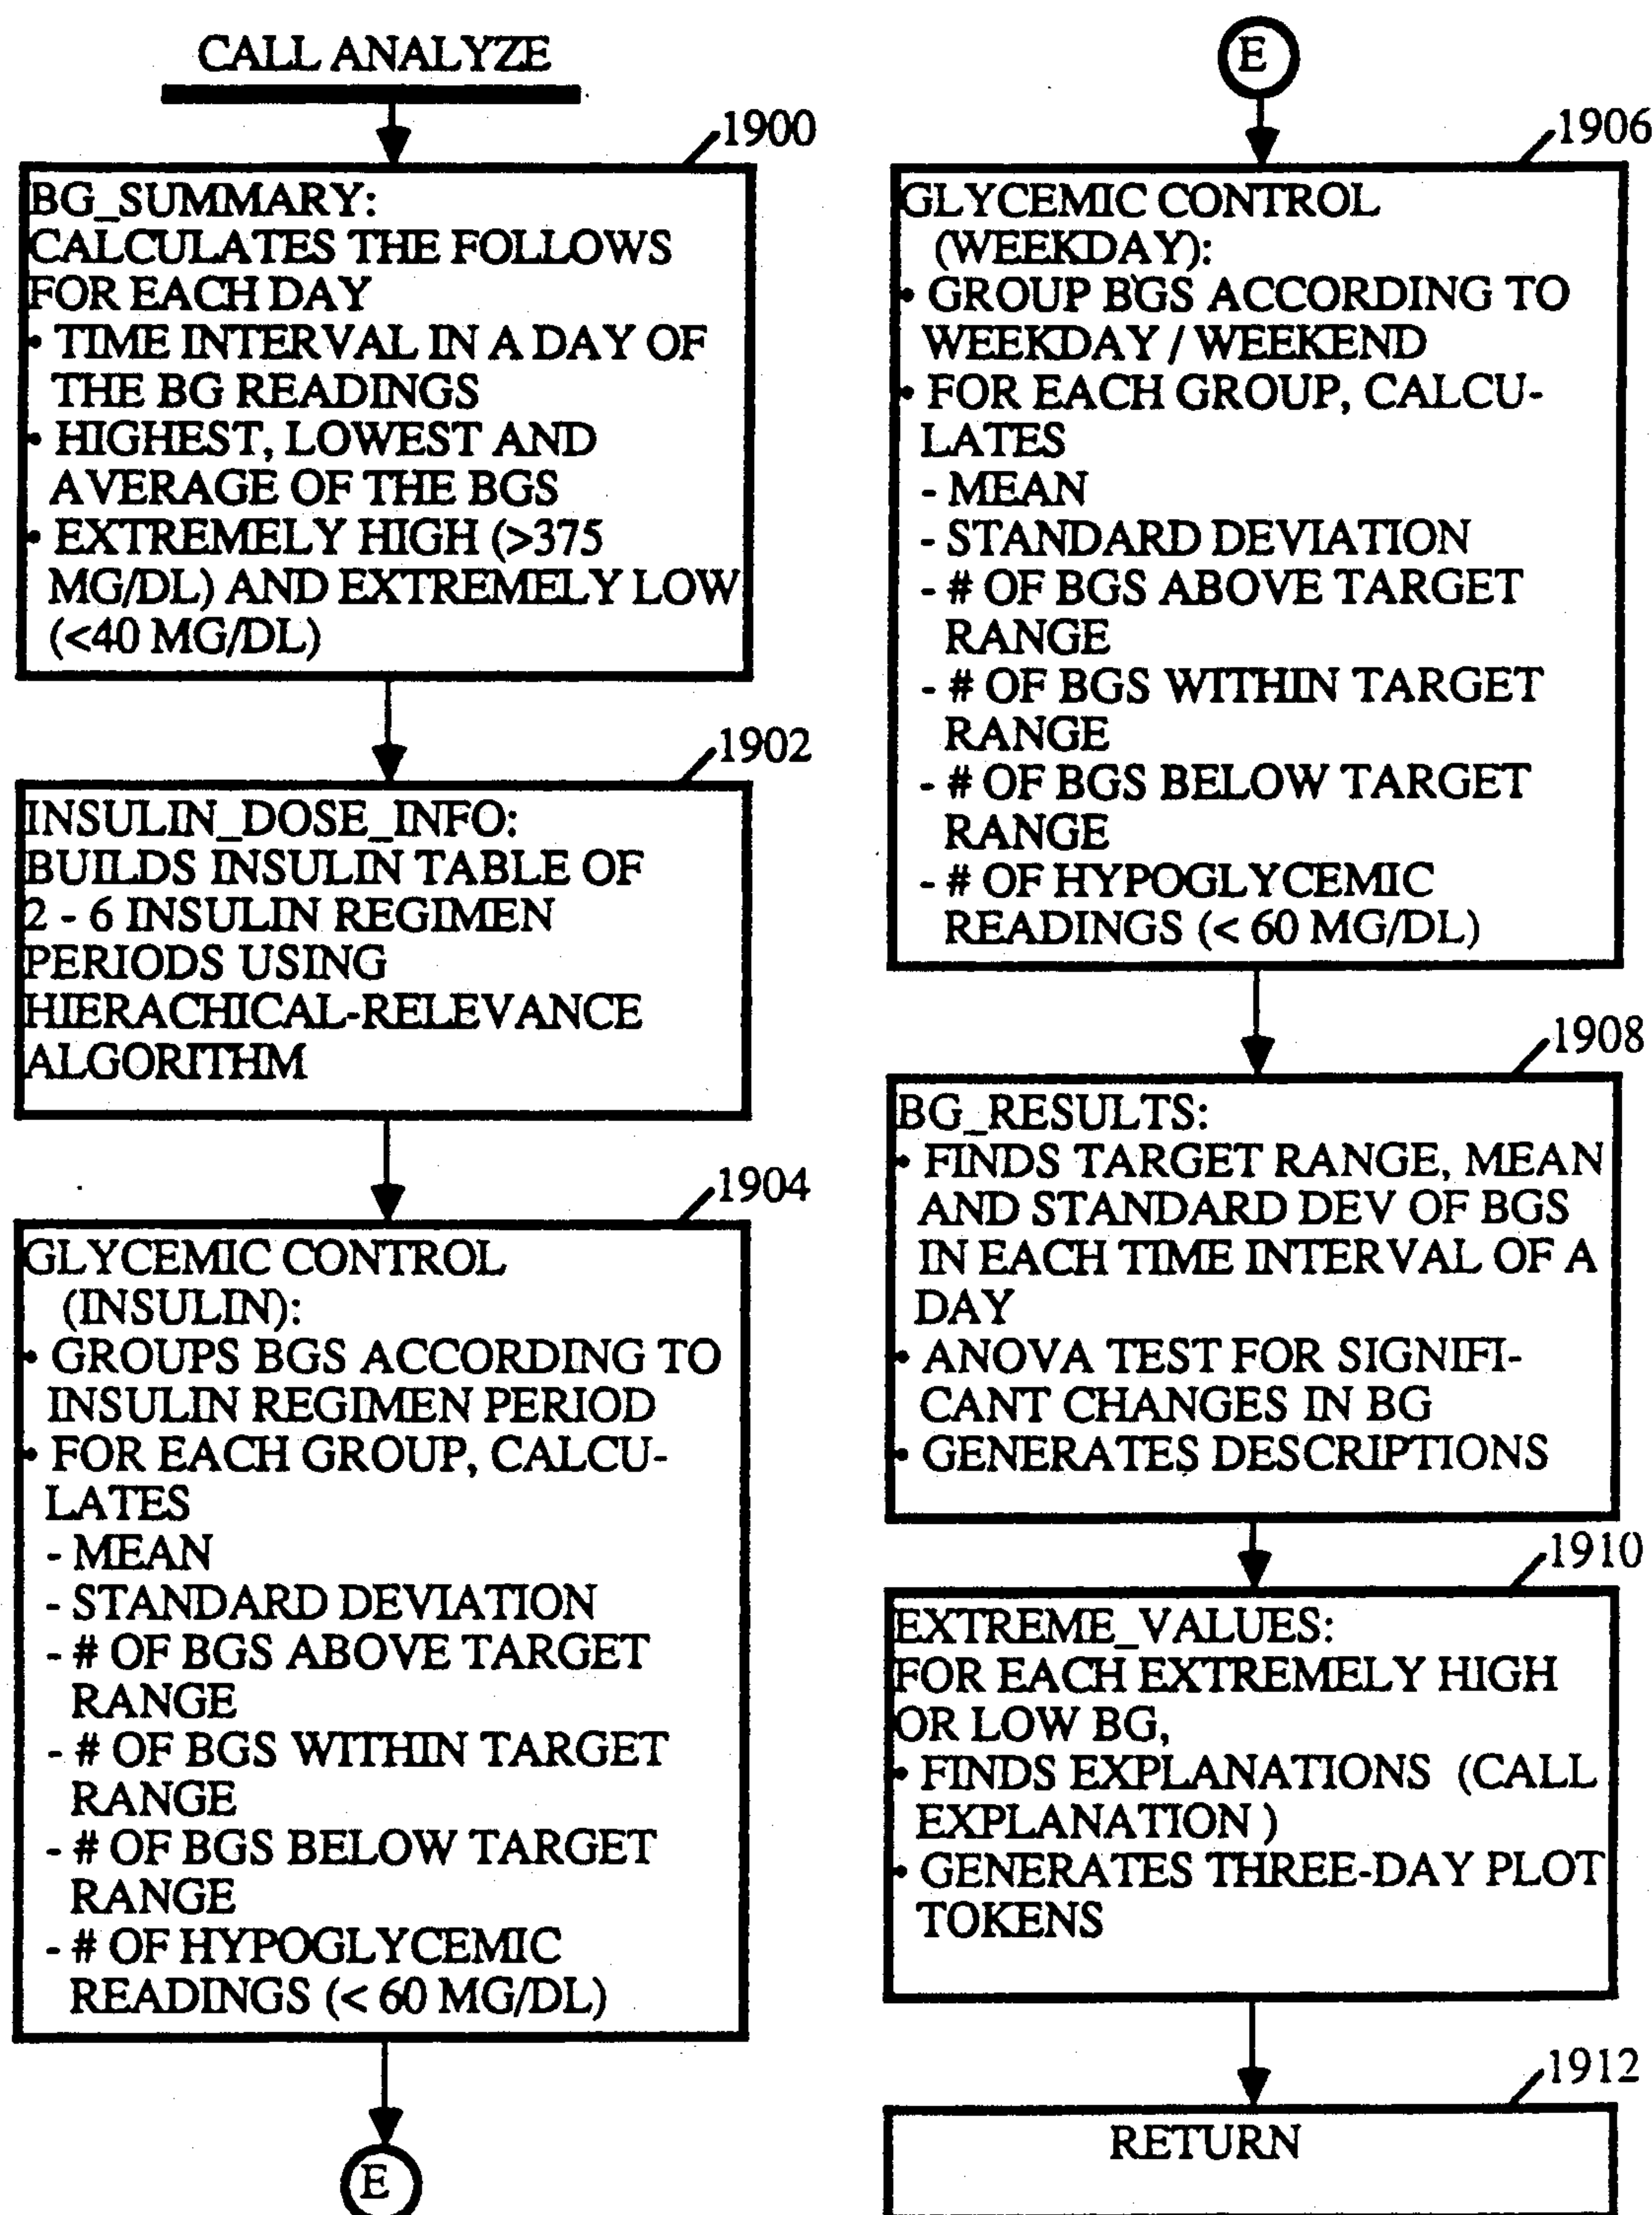 CALL ANALYZE
1900
BG_SUMMARY:
CALCULATES THE FOLLOWS
FOR EACH DAY
• TIME INTERVAL IN A DAY OF
THE BG READINGS
• HIGHEST, LOWEST AND
AVERAGE OF THE BGS
• EXTREMELY HIGH (>375
MG/DL) AND EXTREMELY LOW
(<40 MG/DL)
1902
INSULIN_DOSE_INFO:
BUILDS INSULIN TABLE OF
2 - 6 INSULIN REGIMEN
PERIODS USING
HIERACHICAL-RELEVANCE
ALGORITHM
1904
GLYCEMIC CONTROL
(INSULIN):
• GROUPS BGS ACCORDING TO
INSULIN REGIMEN PERIOD
• FOR EACH GROUP, CALCU-
LATES
- MEAN
- STANDARD DEVIATION
- # OF BGS ABOVE TARGET
RANGE
- # OF BGS WITHIN TARGET
RANGE
- # OF BGS BELOW TARGET
RANGE
- # OF HYPOGLYCEMIC
READINGS (< 60 MG/DL)
E
E
1906
GLYCEMIC CONTROL
(WEEKDAY):
• GROUP BGS ACCORDING TO
WEEKDAY / WEEKEND
• FOR EACH GROUP, CALCU-
LATES
- MEAN
- STANDARD DEVIATION
- # OF BGS ABOVE TARGET
RANGE
- # OF BGS WITHIN TARGET
RANGE
- # OF BGS BELOW TARGET
RANGE
- # OF HYPOGLYCEMIC
READINGS (< 60 MG/DL)
1908
BG_RESULTS:
• FINDS TARGET RANGE, MEAN
AND STANDARD DEV OF BGS
IN EACH TIME INTERVAL OF A
DAY
• ANOVA TEST FOR SIGNIFI-
CANT CHANGES IN BG
• GENERATES DESCRIPTIONS
1910
EXTREME_VALUES:
FOR EACH EXTREMELY HIGH
OR LOW BG,
• FINDS EXPLANATIONS (CALL
EXPLANATION )
• GENERATES THREE-DAY PLOT
TOKENS
1912
RETURN